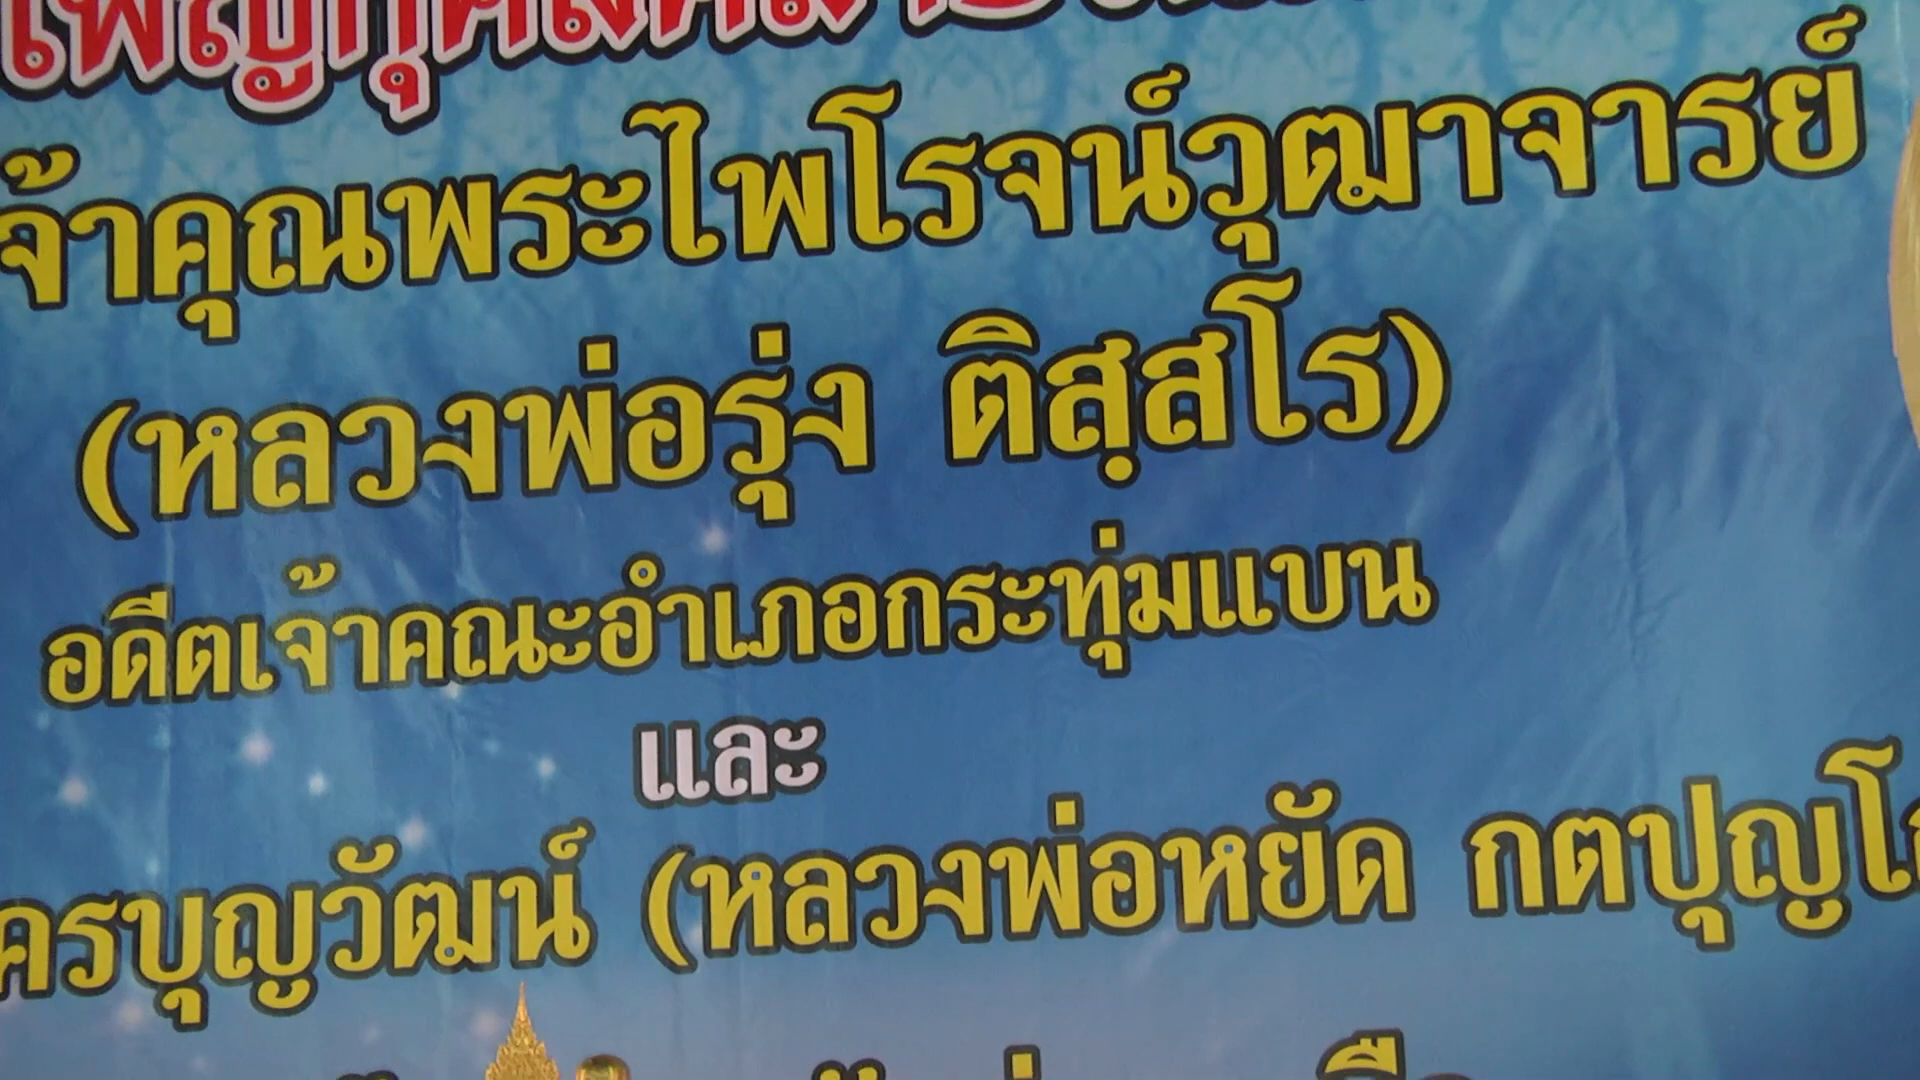 จ้าคุณพระไพโรจน์วุฒาจารย์
(หลวงพ่อรุ่ง ติสฺสโร)
อดีตเจ้าคณะอำเภอกระทุ่มแบน
และ
ครบุญวัฒน์ (หลวงพ่อหยัด กตปุญโ